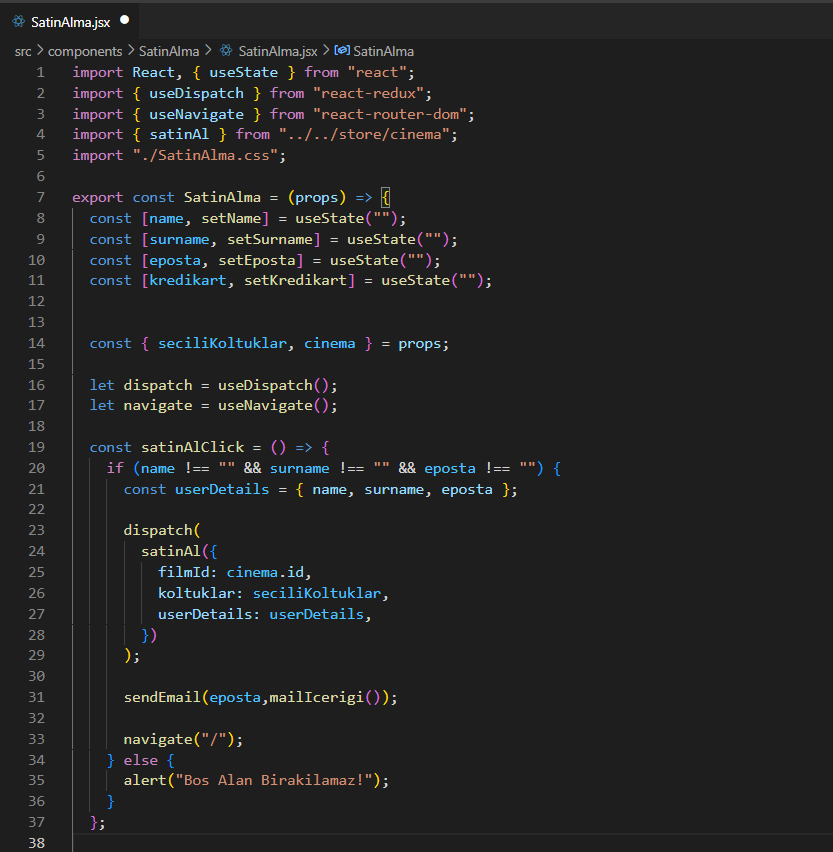 SatinAlma.jsx
src > components > SatinAlma > SatinAlma.jsx > SatinAlma
1 import React, { useState } from "react";
2 import { useDispatch } from "react-redux";
3 import { useNavigate } from "react-router-dom";
4 import { satinAl } from "../../store/cinema";
5 import "./SatinAlma.css";
6
7 export const SatinAlma = (props) => {
8   const [name, setName] = useState("");
9   const [surname, setSurname] = useState("");
10   const [eposta, setEposta] = useState("");
11   const [kredikart, setKredikart] = useState("");
12
13
14   const { seciliKoltuklar, cinema } = props;
15
16   let dispatch = useDispatch();
17   let navigate = useNavigate();
18
19   const satinAlClick = () => {
20     if (name !== "" && surname !== "" && eposta !== "") {
21       const userDetails = { name, surname, eposta };
22
23       dispatch(
24         satinAl({
25           filmId: cinema.id,
26           koltuklar: seciliKoltuklar,
27           userDetails: userDetails,
28         })
29       );
30
31       sendEmail(eposta,mailIcerigi());
32
33       navigate("/");
34     } else {
35       alert("Bos Alan Birakilamaz!");
36     }
37   };
38